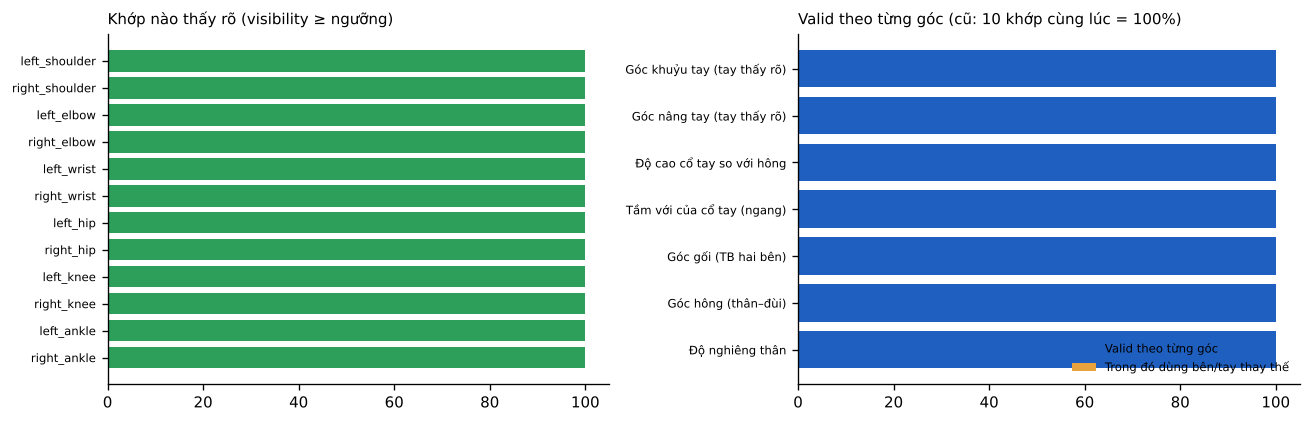 Khớp nào thấy rõ (visibility ≥ ngưỡng)
left_shoulder
right_shoulder
left_elbow
right_elbow
left_wrist
right_wrist
left_hip
right_hip
left_knee
right_knee
left_ankle
right_ankle
0 20 40 60 80 100
Valid theo từng góc (cũ: 10 khớp cùng lúc = 100%)
Góc khuỷu tay (tay thấy rõ)
Góc nâng tay (tay thấy rõ)
Độ cao cổ tay so với hông
Tầm với của cổ tay (ngang)
Góc gối (TB hai bên)
Góc hông (thân–đùi)
Độ nghiêng thân
Valid theo từng góc
Trong đó dùng bên/tay thay thế
0 20 40 60 80 100